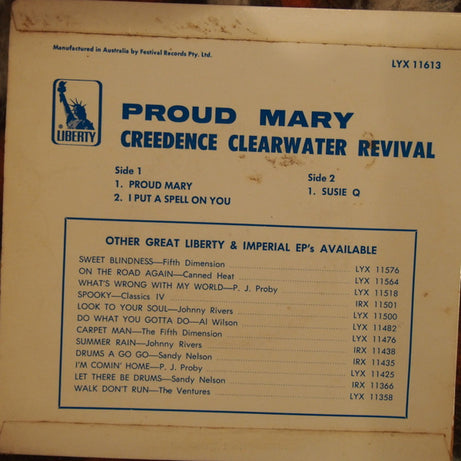 Manufactured in Australia by Festival Records Pty. Ltd.
LYX 11613
LIBERTY
PROUD MARY
CREEDENCE CLEARWATER REVIVAL
Side 1
1. PROUD MARY
2. I PUT A SPELL ON YOU
Side 2
1. SUSIE Q
OTHER GREAT LIBERTY & IMPERIAL EP's AVAILABLE
SWEET BLINDNESS—Fifth Dimension LYX 11576
ON THE ROAD AGAIN—Canned Heat LYX 11564
WHAT'S WRONG WITH MY WORLD—P. J. Proby LYX 11518
SPOOKY—Classics IV IRX 11501
LOOK TO YOUR SOUL—Johnny Rivers LYX 11500
DO WHAT YOU GOTTA DO—Al Wilson LYX 11482
CARPET MAN—The Fifth Dimension LYX 11476
SUMMER RAIN—Johnny Rivers IRX 11438
DRUMS A GO GO—Sandy Nelson IRX 11435
I'M COMIN' HOME—P. J. Proby LYX 11425
LET THERE BE DRUMS—Sandy Nelson IRX 11366
WALK DON'T RUN—The Ventures LYX 11358